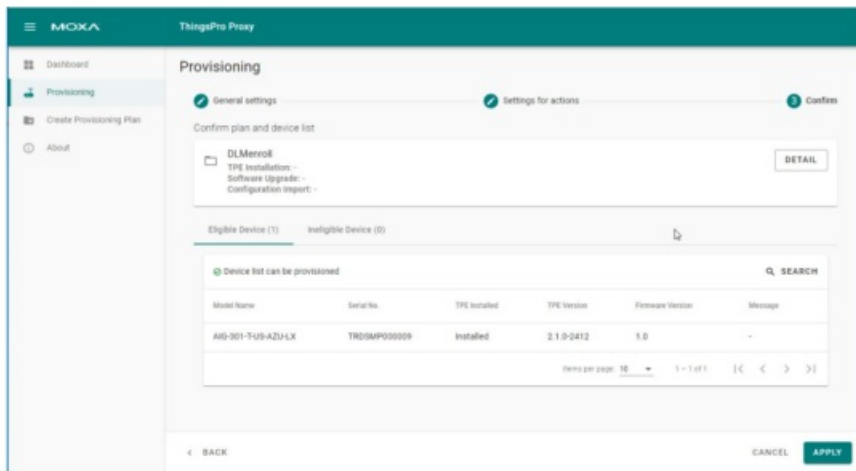 MOXA
ThingsPro Proxy
Dashboard
Provisioning
Create Provisioning Plan
About
Provisioning
General settings
Settings for actions
3 Confirm
Confirm plan and device list
DLMenroll
TPE Installation: -
Software Upgrade: -
Configuration Import: -
DETAIL
Eligible Device (1) Ineligible Device (0)
Device list can be provisioned
SEARCH
Model Name Serial No. TPE Installed TPE Version Firmware Version Message
AIG-301-T-US-AZU-LX TRDSMP000009 Installed 2.1.0-2412 1.0 -
Items per page: 10 1 – 1 of 1
BACK
CANCEL
APPLY